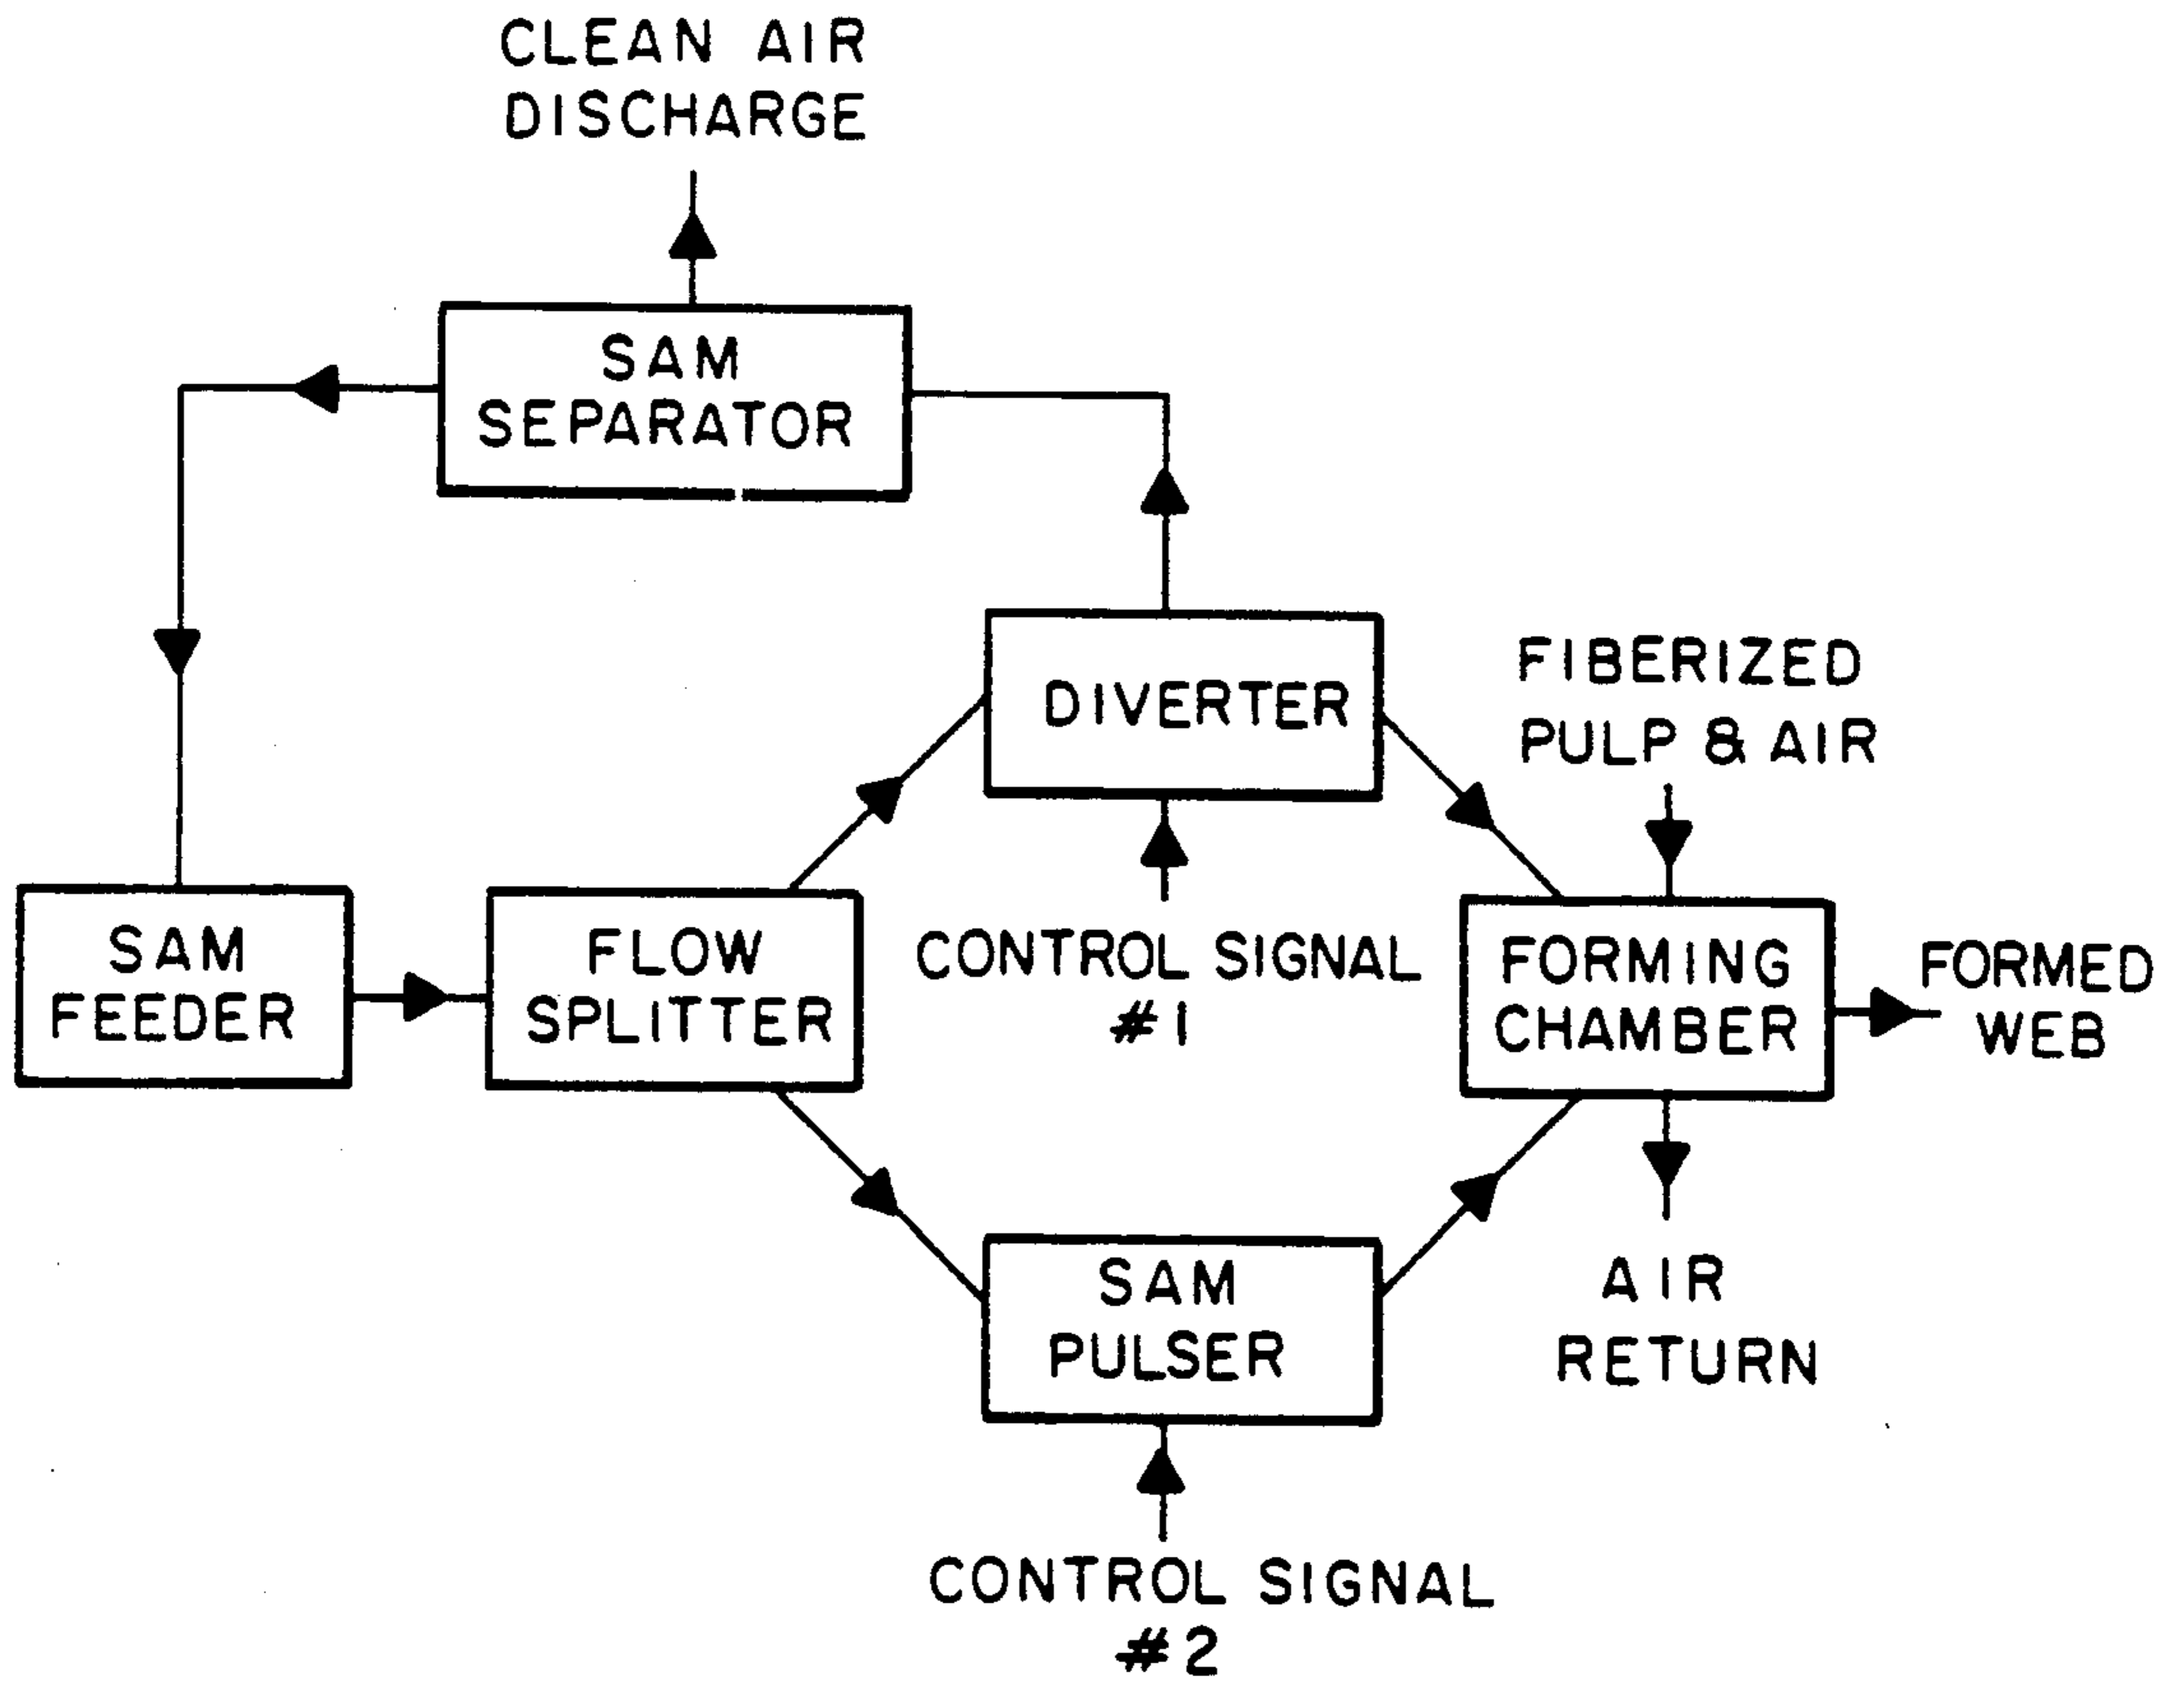 CLEAN AIR
DISCHARGE
SAM
SEPARATOR
DIVERTER
FIBERIZED
PULP & AIR
SAM
FEEDER
FLOW
SPLITTER
CONTROL SIGNAL
#1
FORMING
CHAMBER
FORMED
WEB
SAM
PULSER
AIR
RETURN
CONTROL SIGNAL
#2